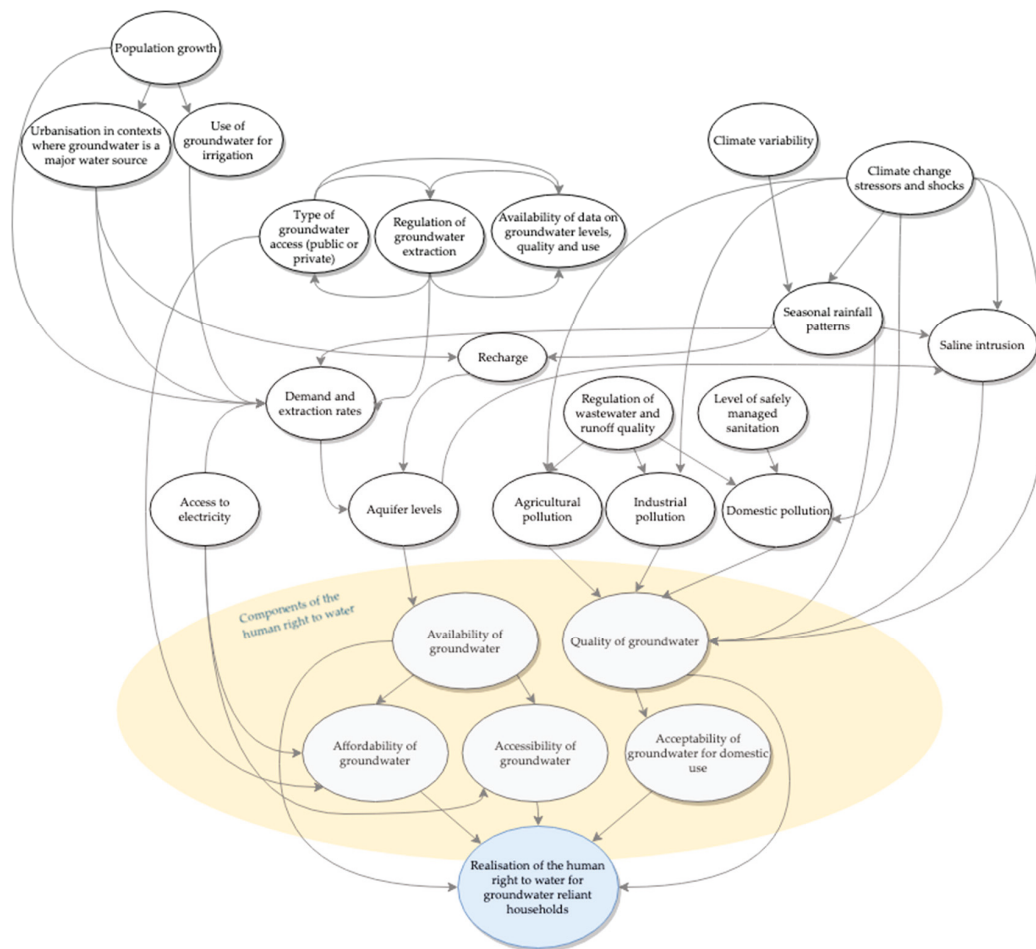 Population growth
Urbanisation in contexts
where groundwater is a
major water source
Use of
groundwater for
irrigation
Climate variability
Climate change
stressors and shocks
Type of
groundwater
access (public or
private)
Regulation of
groundwater
extraction
Availability of data on
groundwater levels,
quality and use
Seasonal rainfall
patterns
Saline intrusion
Recharge
Demand and
extraction rates
Regulation of
wastewater and
runoff quality
Level of safely
managed
sanitation
Access to
electricity
Aquifer levels
Agricultural
pollution
Industrial
pollution
Domestic pollution
Components of the
human right to water
Availability of
groundwater
Quality of groundwater
Affordability of
groundwater
Accessibility of
groundwater
Acceptability of
groundwater for domestic
use
Realisation of the human
right to water for
groundwater reliant
households